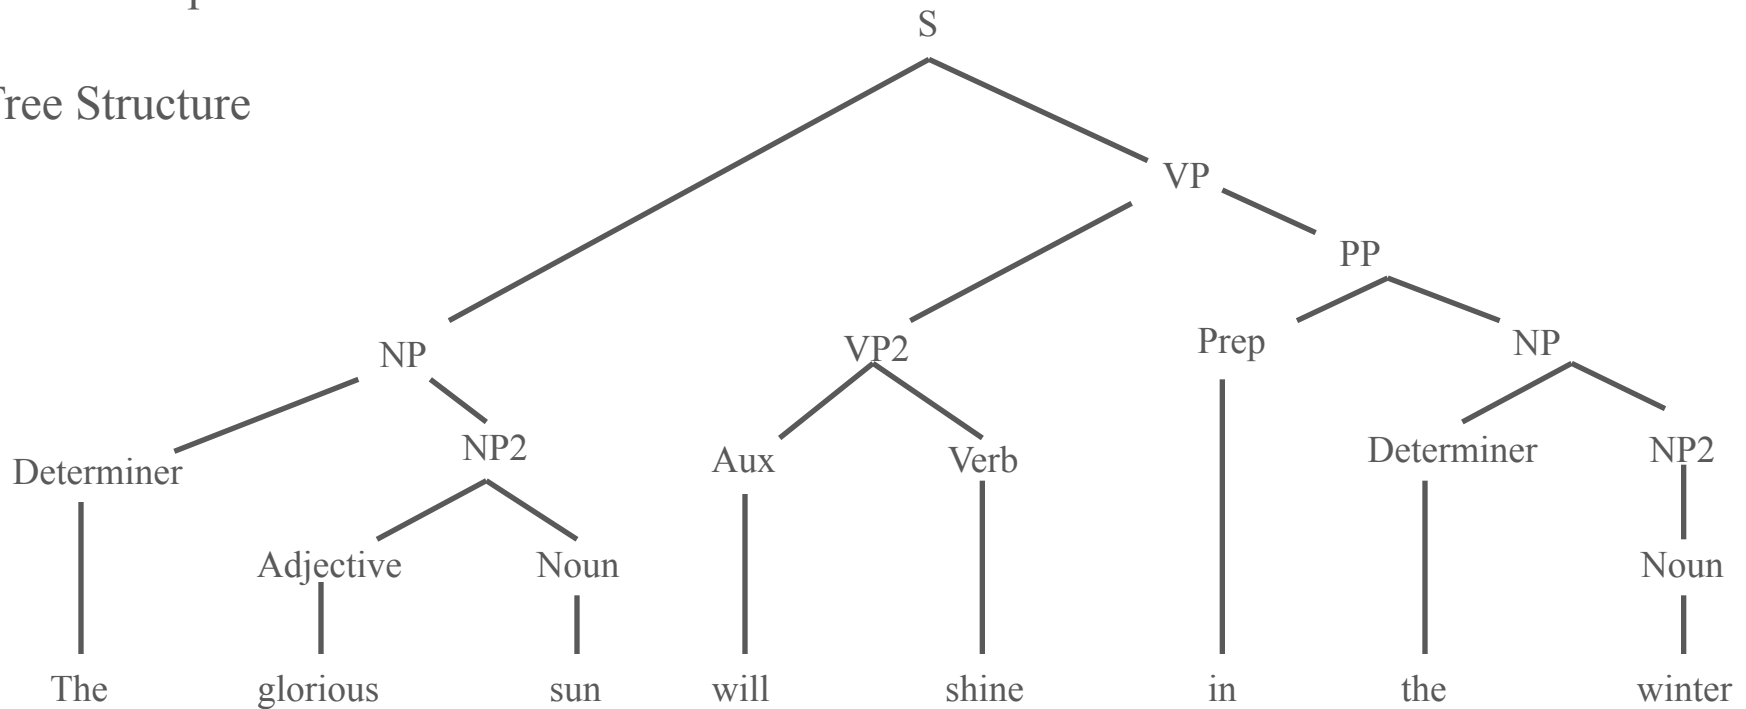 S
Tree Structure
VP
PP
NP VP2 Prep NP
Determiner NP2 Aux Verb Determiner NP2
Adjective Noun Noun
The glorious sun will shine in the winter